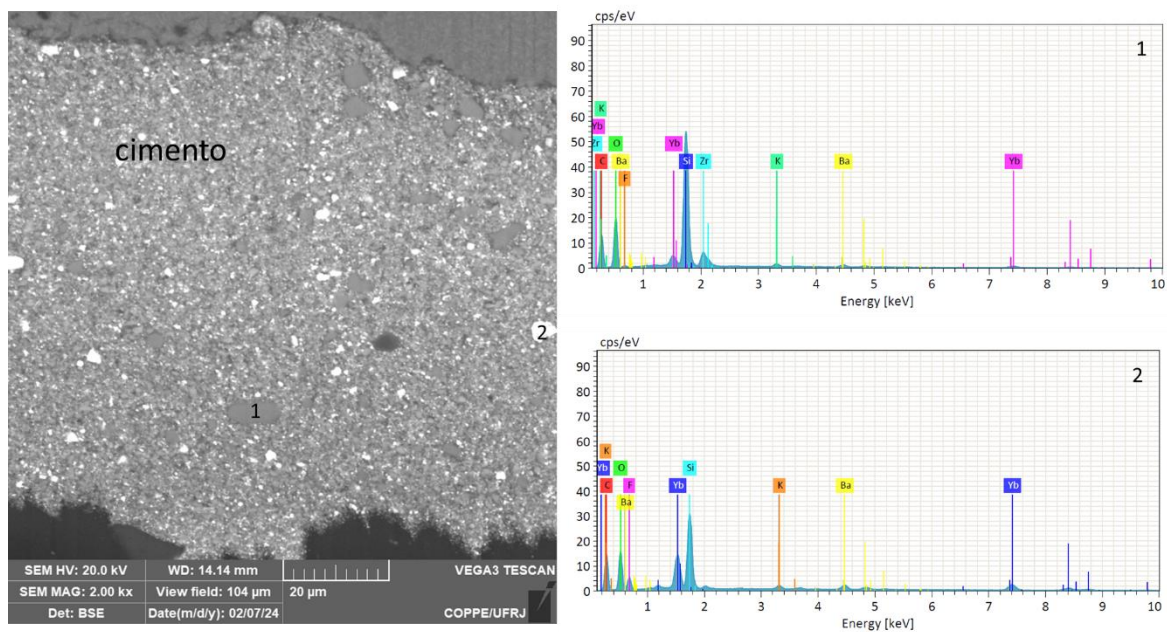 cimento
2
1
SEM HV: 20.0 kV WD: 14.14 mm VEGA3 TESCAN
SEM MAG: 2.00 kx View field: 104 µm 20 µm
Det: BSE Date(m/d/y): 02/07/24 COPPE/UFRJ
cps/eV
1
90
80
70
60
50
40
30
20
10
0
K
Yb
Zr C O Ba F Yb Si Zr K Ba Yb
1 2 3 4 5 6 7 8 9 10
Energy [keV]
cps/eV
2
90
80
70
60
50
40
30
20
10
0
K
Yb O Si
C Ba F Yb K Ba Yb
1 2 3 4 5 6 7 8 9 10
Energy [keV]